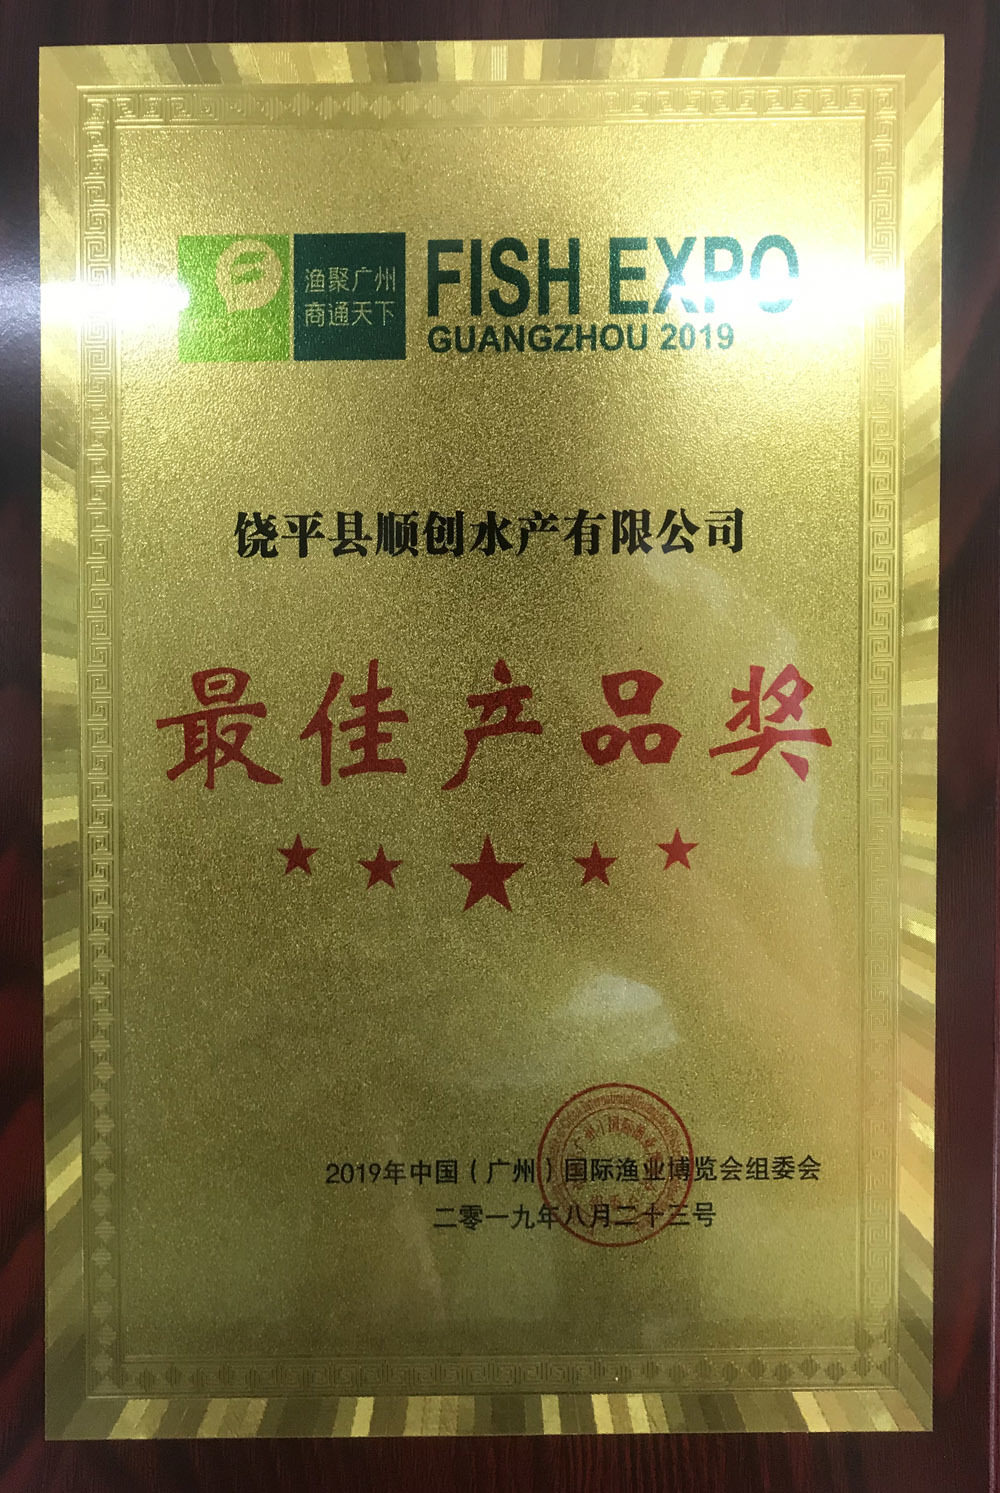 渔聚广州
商通天下
FISH EXPO
GUANGZHOU 2019
饶平县顺创水产有限公司
最佳产品奖
2019年中国（广州）国际渔业博览会组委会
二零一九年八月二十三号